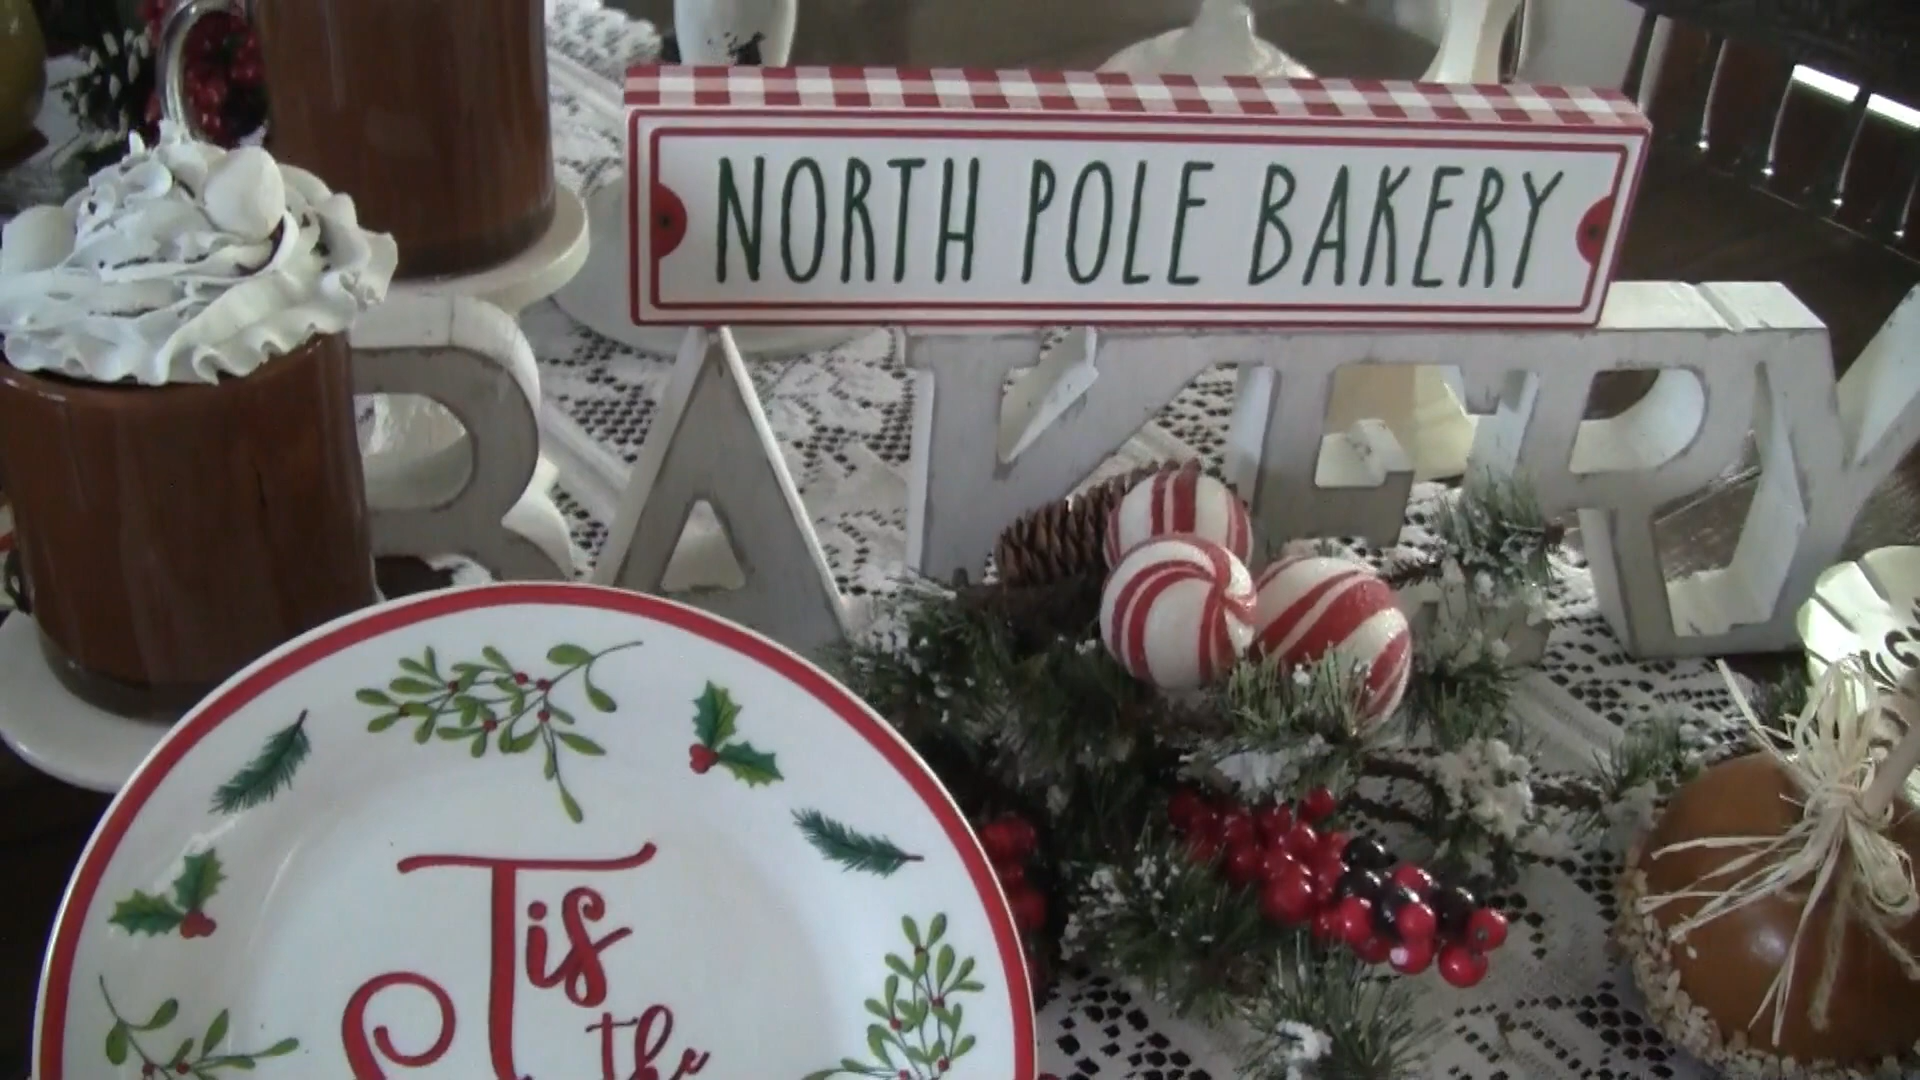 NORTH POLE BAKERY
BAKERY
Tis
the